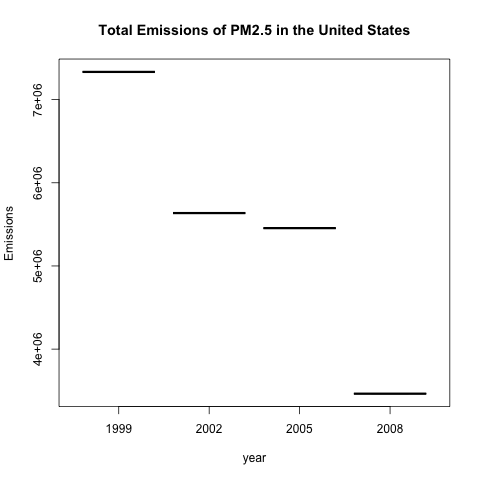 Total Emissions of PM2.5 in the United States
7e+06
6e+06
5e+06
4e+06
Emissions
1999 2002 2005 2008
year